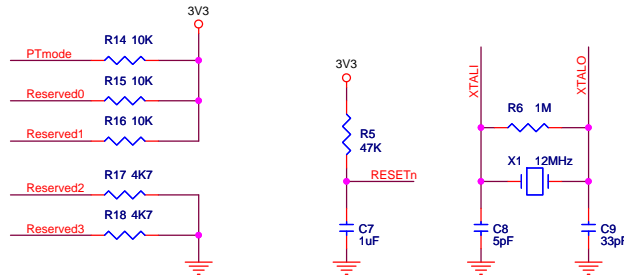 3V3
R14 10K
PTmode
R15 10K
Reserved0
R16 10K
Reserved1
R17 4K7
Reserved2
R18 4K7
Reserved3
3V3
R5
47K
RESETn
C7
1uF
XTALI
XTALO
R6 1M
X1 12MHz
C8
5pF
C9
33pF